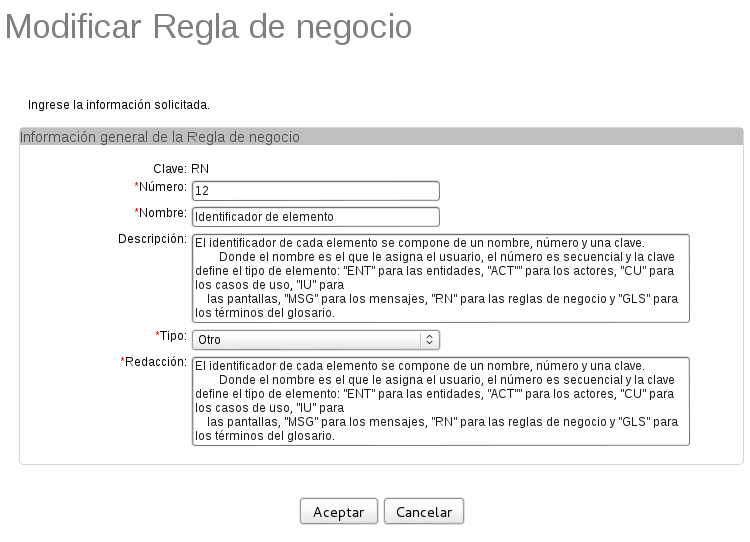 Modificar Regla de negocio
Ingrese la información solicitada.
Información general de la Regla de negocio
Clave: RN
*Número: 12
*Nombre: Identificador de elemento
Descripción: El identificador de cada elemento se compone de un nombre, número y una clave.
Donde el nombre es el que le asigna el usuario, el número es secuencial y la clave
define el tipo de elemento: "ENT" para las entidades, "ACT"" para los actores, "CU" para
los casos de uso, "IU" para
las pantallas, "MSG" para los mensajes, "RN" para las reglas de negocio y "GLS" para
los términos del glosario.
*Tipo: Otro
*Redacción: El identificador de cada elemento se compone de un nombre, número y una clave.
Donde el nombre es el que le asigna el usuario, el número es secuencial y la clave
define el tipo de elemento: "ENT" para las entidades, "ACT"" para los actores, "CU" para
los casos de uso, "IU" para
las pantallas, "MSG" para los mensajes, "RN" para las reglas de negocio y "GLS" para
los términos del glosario.
Aceptar Cancelar